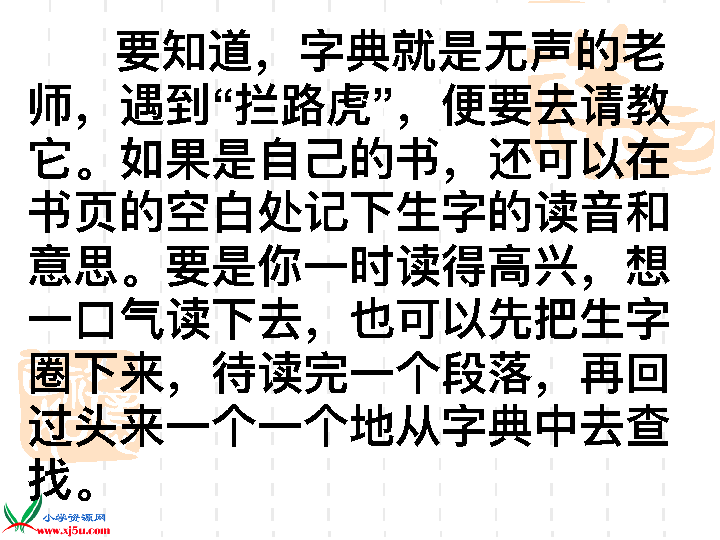 要知道，字典就是无声的老
师，遇到“拦路虎”，便要去请教
它。如果是自己的书，还可以在
书页的空白处记下生字的读音和
意思。要是你一时读得高兴，想
一口气读下去，也可以先把生字
圈下来，待读完一个段落，再回
过头来一个一个地从字典中去查
找。
小学资源网
www.xj5u.com